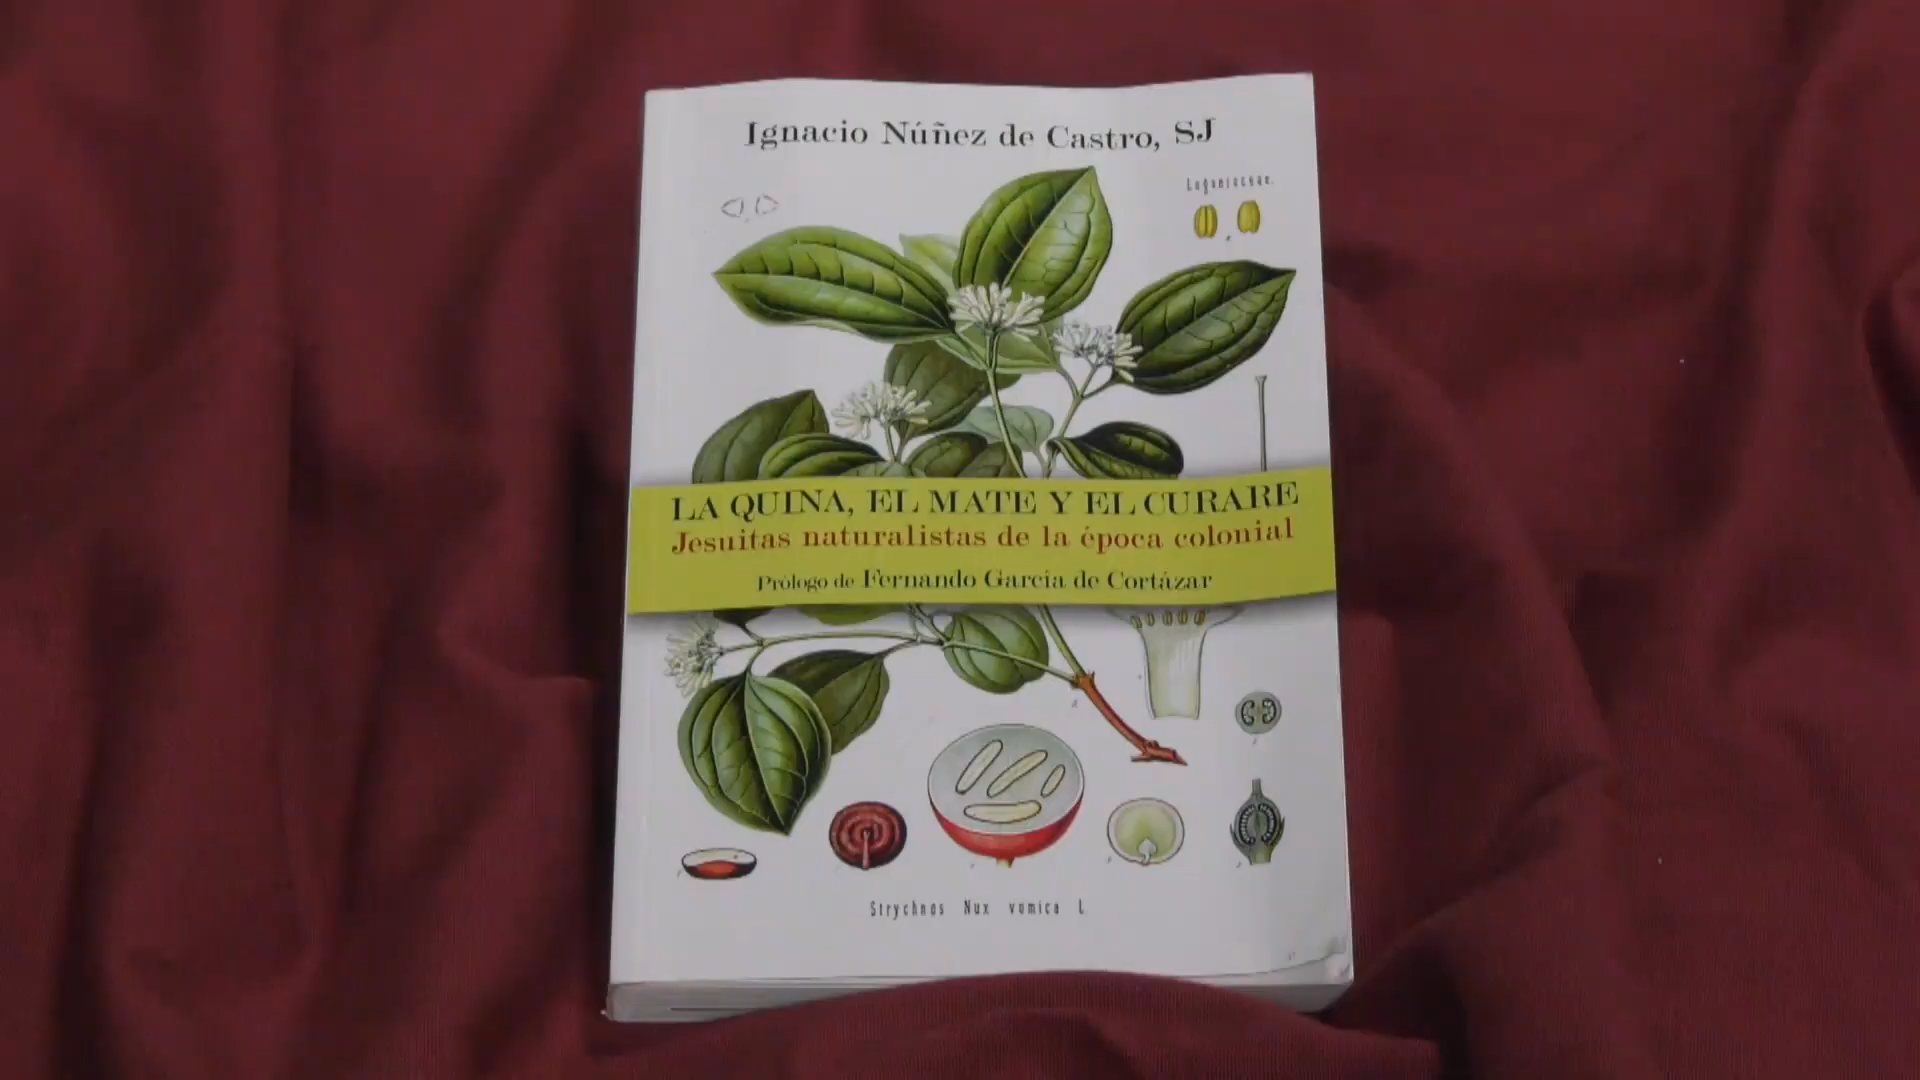 Ignacio Núñez de Castro, SJ
Loganiaceae.
LA QUINA, EL MATE Y EL CURARE
Jesuitas naturalistas de la época colonial
Prólogo de Fernando García de Cortázar
Strychnos Nux vomica L